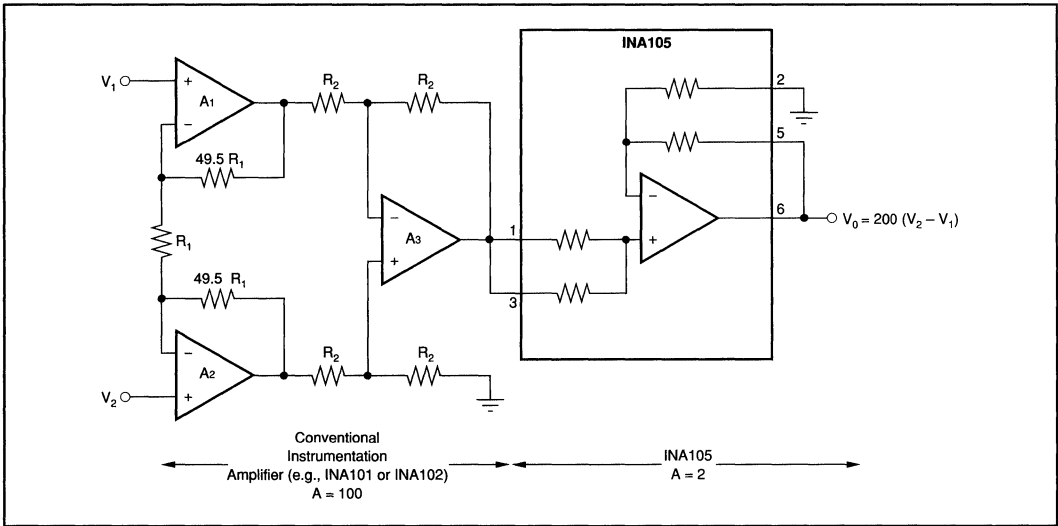 INA105
V₁
+
A₁
−
R₂
R₂
49.5 R₁
R₁
−
A₃
+
49.5 R₁
−
A₂
+
V₂
R₂
R₂
2
5
−
+
6
V₀ = 200 (V₂ – V₁)
1
3
Conventional
Instrumentation
Amplifier (e.g., INA101 or INA102)
A = 100
INA105
A = 2